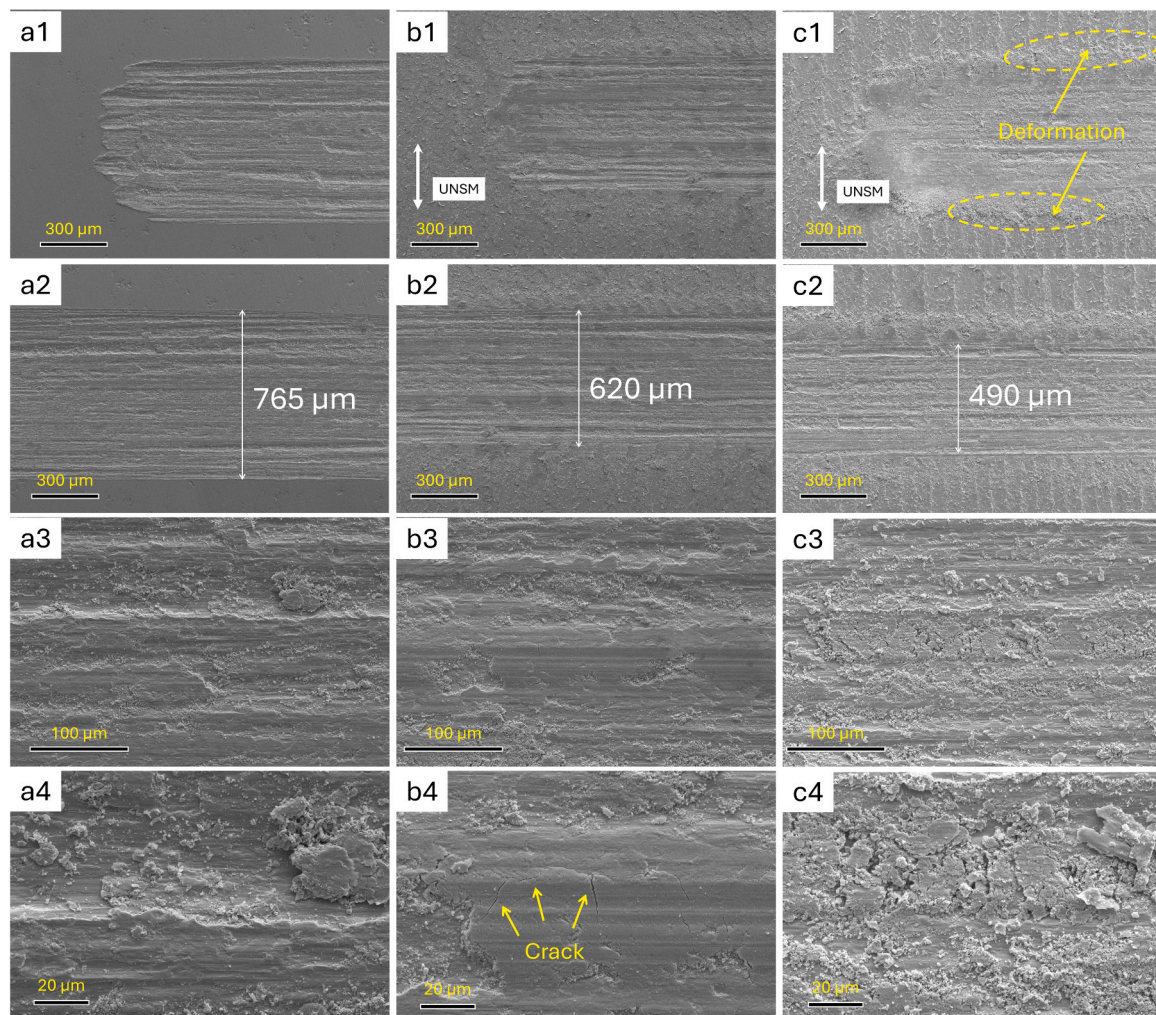 a1
300 µm
b1
UNSM
300 µm
c1
Deformation
UNSM
300 µm
a2
765 µm
300 µm
b2
620 µm
300 µm
c2
490 µm
300 µm
a3
100 µm
b3
100 µm
c3
100 µm
a4
20 µm
b4
Crack
20 µm
c4
20 µm